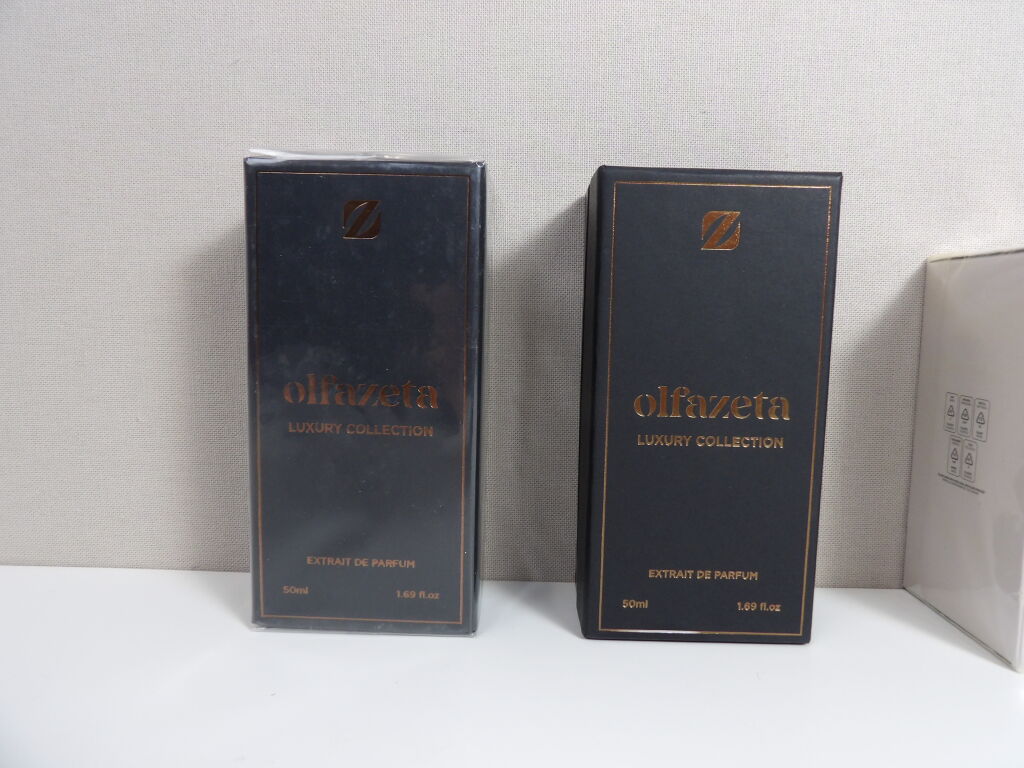 olfazeta
LUXURY COLLECTION
EXTRAIT DE PARFUM
50ml 1.69 fl.oz
olfazeta
LUXURY COLLECTION
EXTRAIT DE PARFUM
50ml 1.69 fl.oz